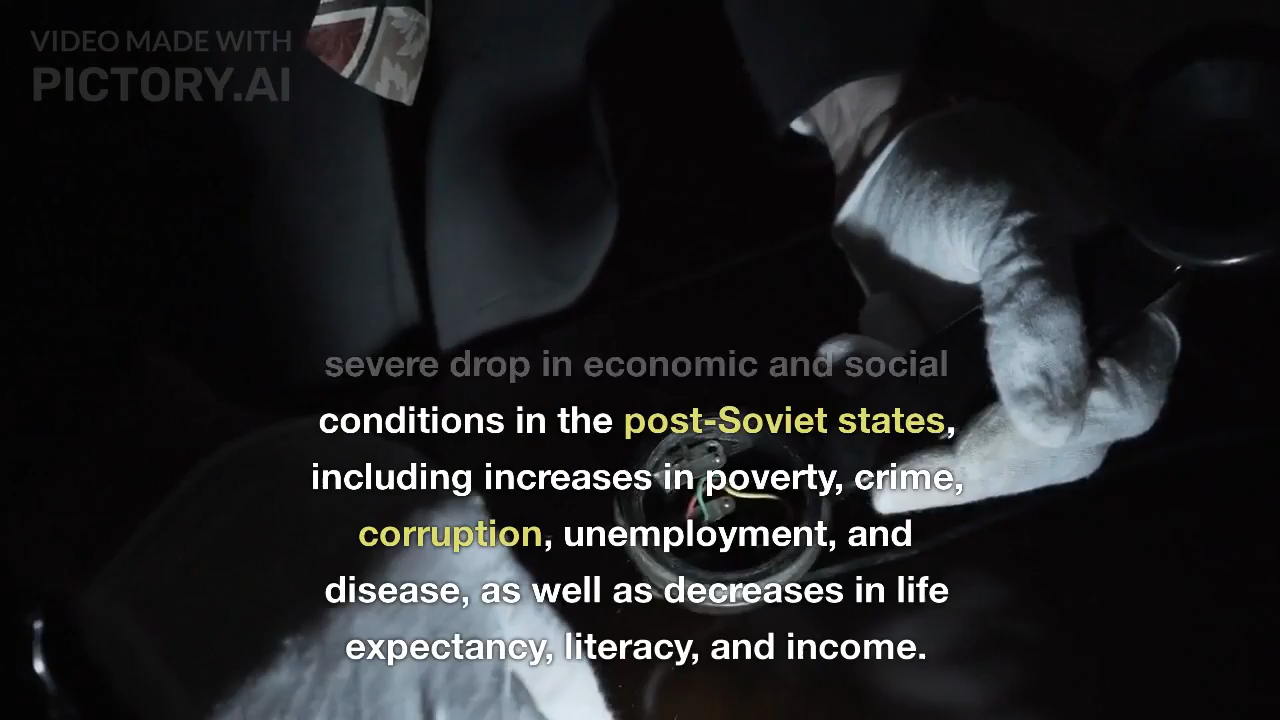 VIDEO MADE WITH
PICTORY.AI
severe drop in economic and social
conditions in the post-Soviet states,
including increases in poverty, crime,
corruption, unemployment, and
disease, as well as decreases in life
expectancy, literacy, and income.